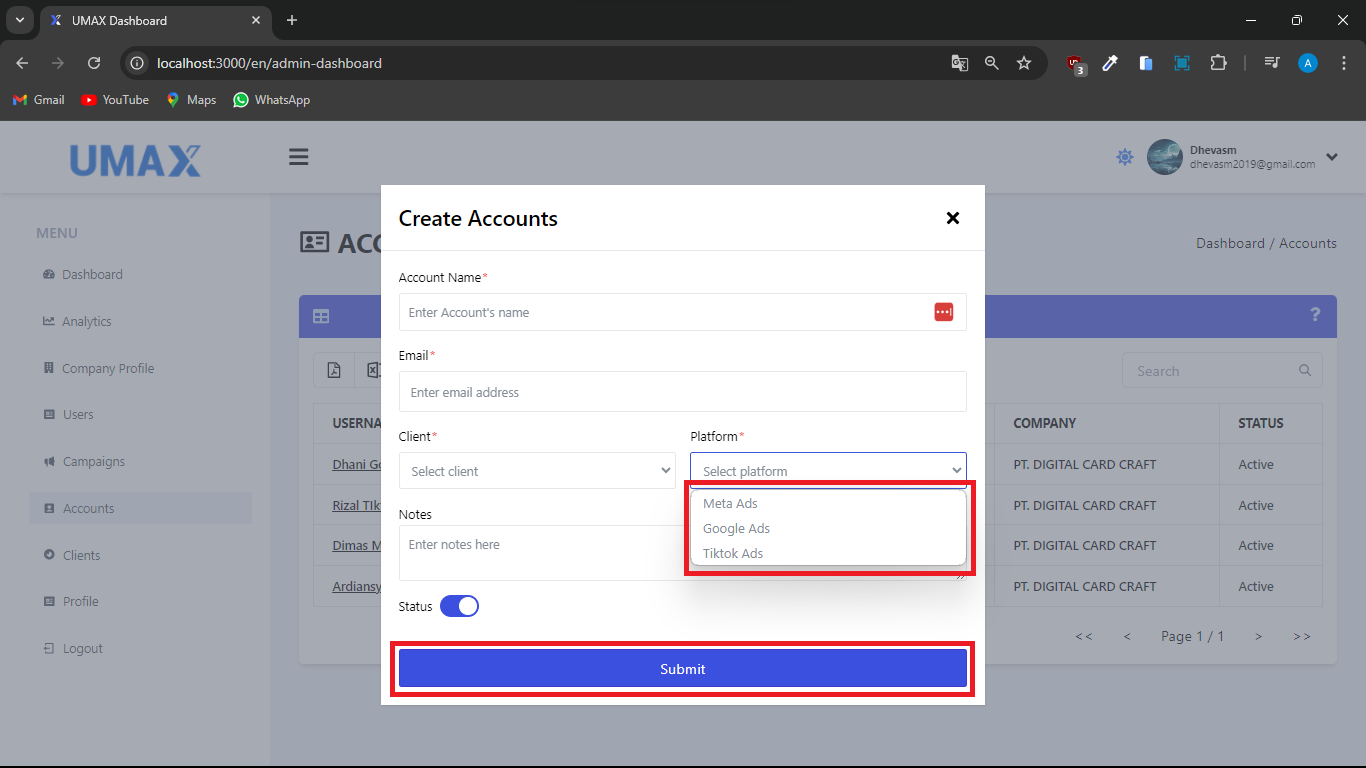 UMAX Dashboard
localhost:3000/en/admin-dashboard
3
A
Gmail
YouTube
Maps
WhatsApp
UMAX
Dhevasm
dhevasm2019@gmail.com
MENU
Dashboard
Analytics
Company Profile
Users
Campaigns
Accounts
Clients
Profile
Logout
ACC
Dashboard / Accounts
?
Search
USERNA
COMPANY
STATUS
Dhani Ge
PT. DIGITAL CARD CRAFT
Active
Rizal TIk
PT. DIGITAL CARD CRAFT
Active
Dimas M
PT. DIGITAL CARD CRAFT
Active
Ardiansy
PT. DIGITAL CARD CRAFT
Active
<< < Page 1 / 1 > >>
Create Accounts
Account Name*
Enter Account's name
Email*
Enter email address
Client*
Platform*
Select client
Select platform
Meta Ads
Google Ads
Tiktok Ads
Notes
Enter notes here
Status
Submit